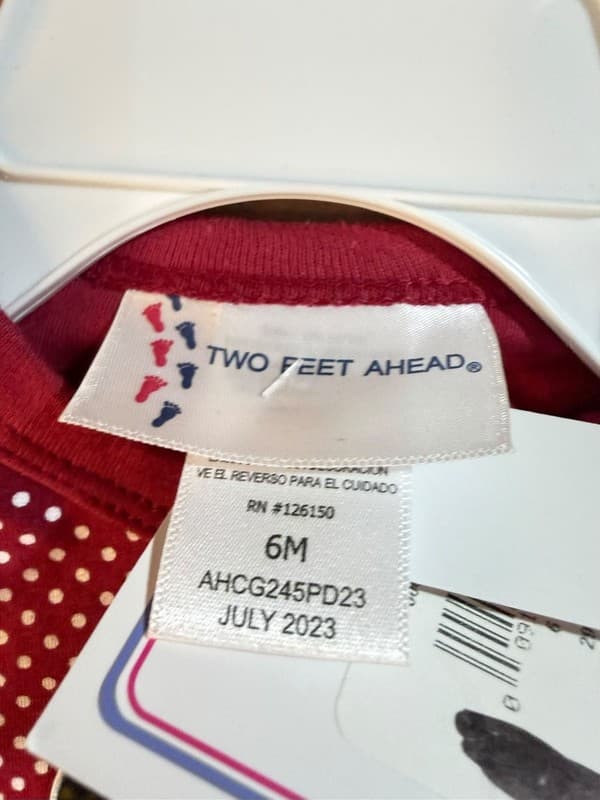 TWO FEET AHEAD®
VE EL REVERSO PARA EL CUIDADO
RN #126150
6M
AHCG245PD23
JULY 2023